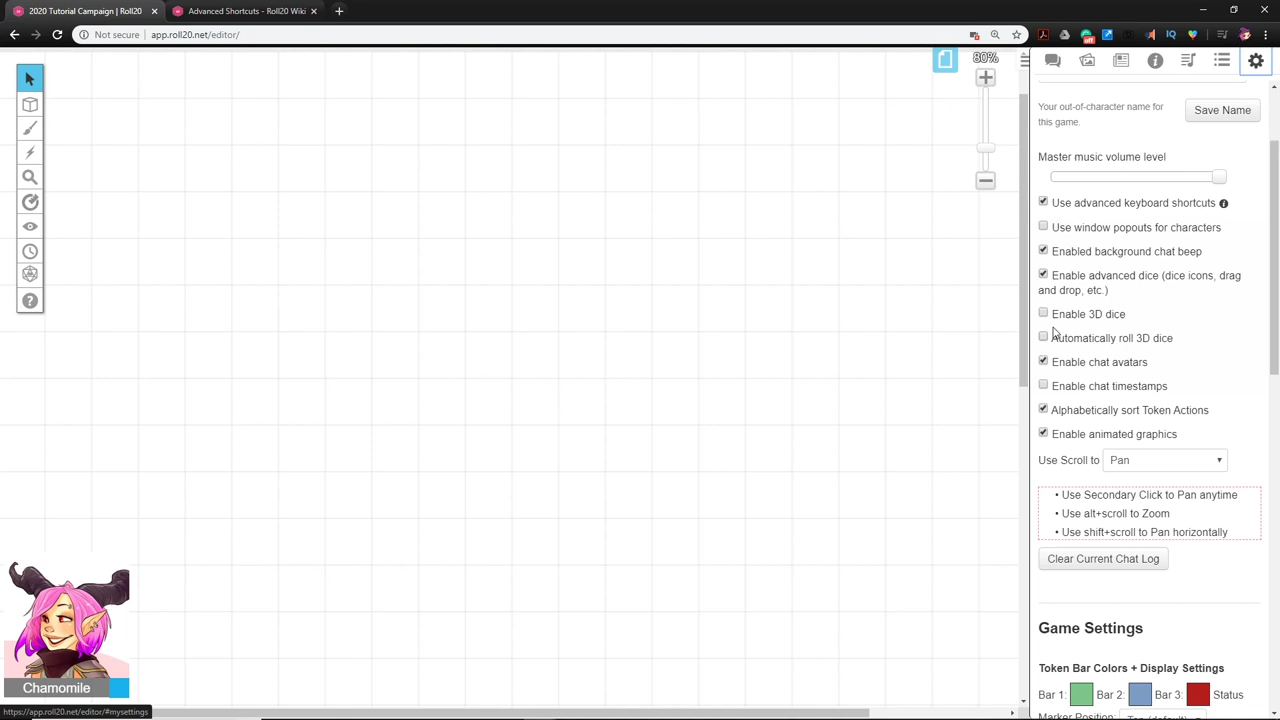 2020 Tutorial Campaign | Roll20
Advanced Shortcuts - Roll20 Wiki
Not secure | app.roll20.net/editor/
80%
Your out-of-character name for
this game.
Save Name
Master music volume level
Use advanced keyboard shortcuts
Use window popouts for characters
Enabled background chat beep
Enable advanced dice (dice icons, drag
and drop, etc.)
Enable 3D dice
Automatically roll 3D dice
Enable chat avatars
Enable chat timestamps
Alphabetically sort Token Actions
Enable animated graphics
Use Scroll to Pan
• Use Secondary Click to Pan anytime
• Use alt+scroll to Zoom
• Use shift+scroll to Pan horizontally
Clear Current Chat Log
Game Settings
Token Bar Colors + Display Settings
Bar 1: Bar 2: Bar 3: Status
Marker Position: Top (default)
Chamomile
https://app.roll20.net/editor/#mysettings